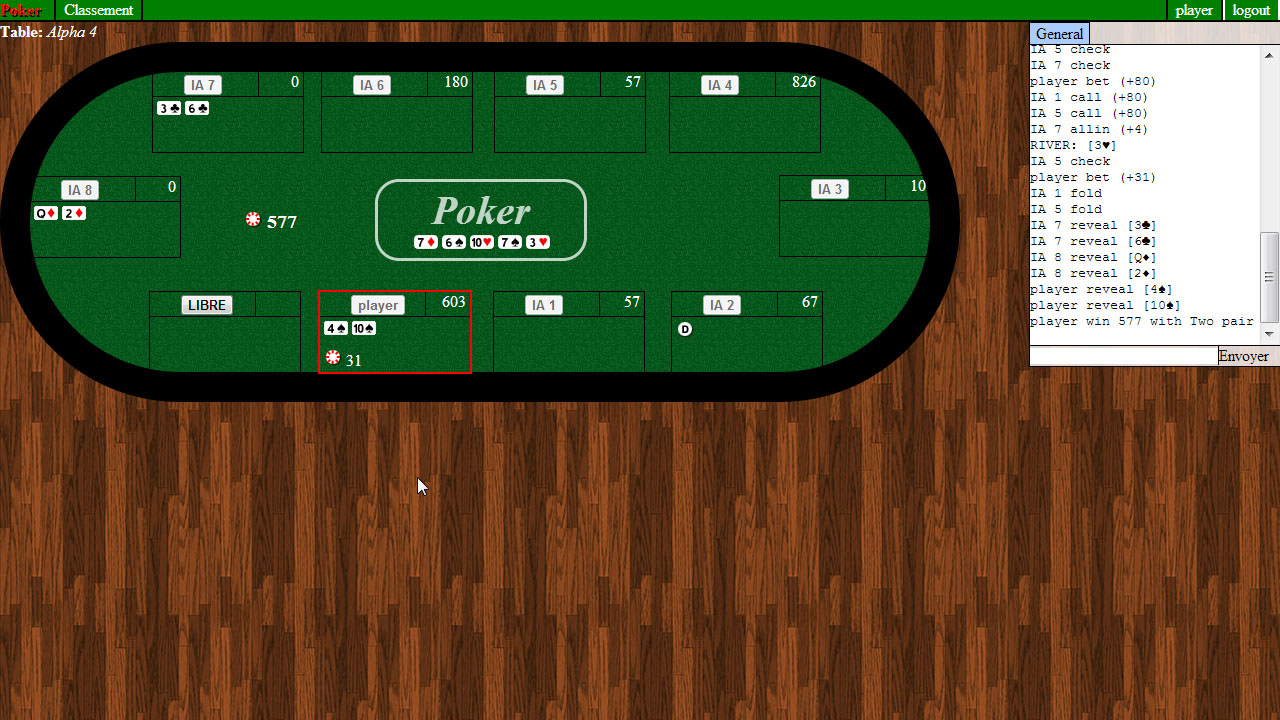 Poker Classement player logout
Table: Alpha 4
General
IA 7 0 IA 6 180 IA 5 57 IA 4 826
3♣ 6♣
IA 8 0 IA 3 10
Q♦ 2♦
577
Poker
7♦ 6♠ 10♥ 7♠ 3♥
LIBRE player 603 IA 1 57 IA 2 67
4♠ 10♠ D
31
IA 5 check
IA 7 check
player bet (+80)
IA 1 call (+80)
IA 5 call (+80)
IA 7 allin (+4)
RIVER: [3♥]
IA 5 check
player bet (+31)
IA 1 fold
IA 5 fold
IA 7 reveal [3♣]
IA 7 reveal [6♣]
IA 8 reveal [Q♦]
IA 8 reveal [2♦]
player reveal [4♠]
player reveal [10♠]
player win 577 with Two pair
Envoyer